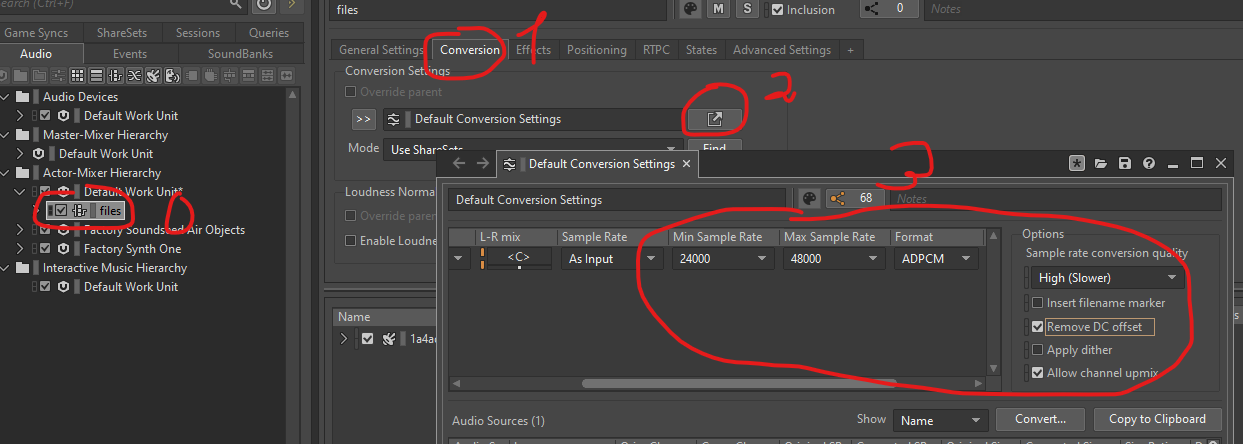 Search (Ctrl+F)
Game Syncs ShareSets Sessions Queries
Audio Events SoundBanks
Audio Devices
Default Work Unit
Master-Mixer Hierarchy
Default Work Unit
Actor-Mixer Hierarchy
Default Work Unit*
files
0
Factory Soundseed Air Objects
Factory Synth One
Interactive Music Hierarchy
Default Work Unit
files M S Inclusion 0 Notes
General Settings Conversion Effects Positioning RTPC States Advanced Settings +
1
Conversion Settings
Override parent
2
>> Default Conversion Settings
Mode Use ShareSets Find
Loudness Norma
Override parent
Enable Loudne
Name
3
Default Conversion Settings
Default Conversion Settings 68 Notes
L-R mix Sample Rate Min Sample Rate Max Sample Rate Format
<C> As Input 24000 48000 ADPCM
Options
Sample rate conversion quality
High (Slower)
Insert filename marker
Remove DC offset
Apply dither
Allow channel upmix
Audio Sources (1) Show Name Convert... Copy to Clipboard